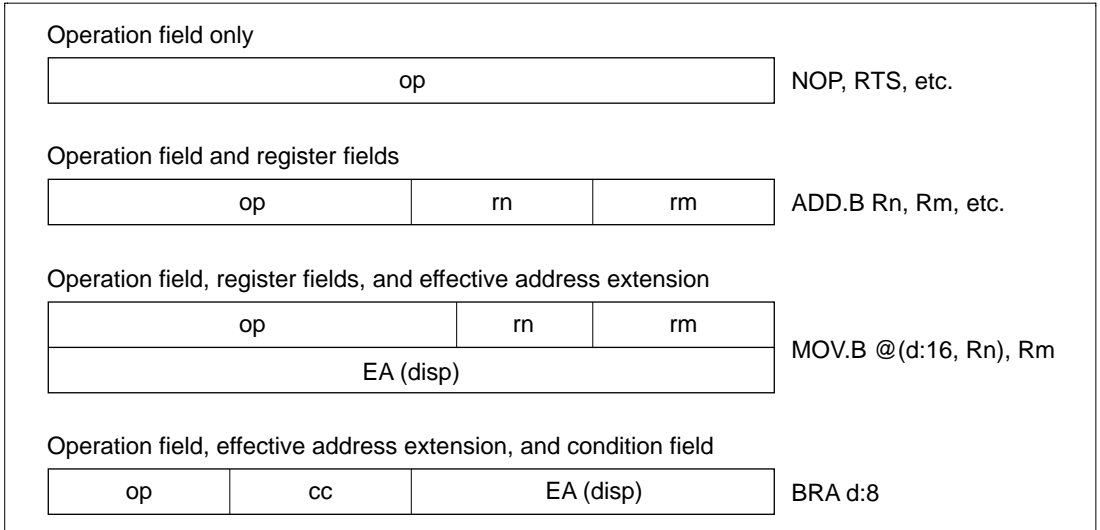 Operation field only
op
NOP, RTS, etc.
Operation field and register fields
op rn rm
ADD.B Rn, Rm, etc.
Operation field, register fields, and effective address extension
op rn rm
EA (disp)
MOV.B @(d:16, Rn), Rm
Operation field, effective address extension, and condition field
op cc EA (disp)
BRA d:8